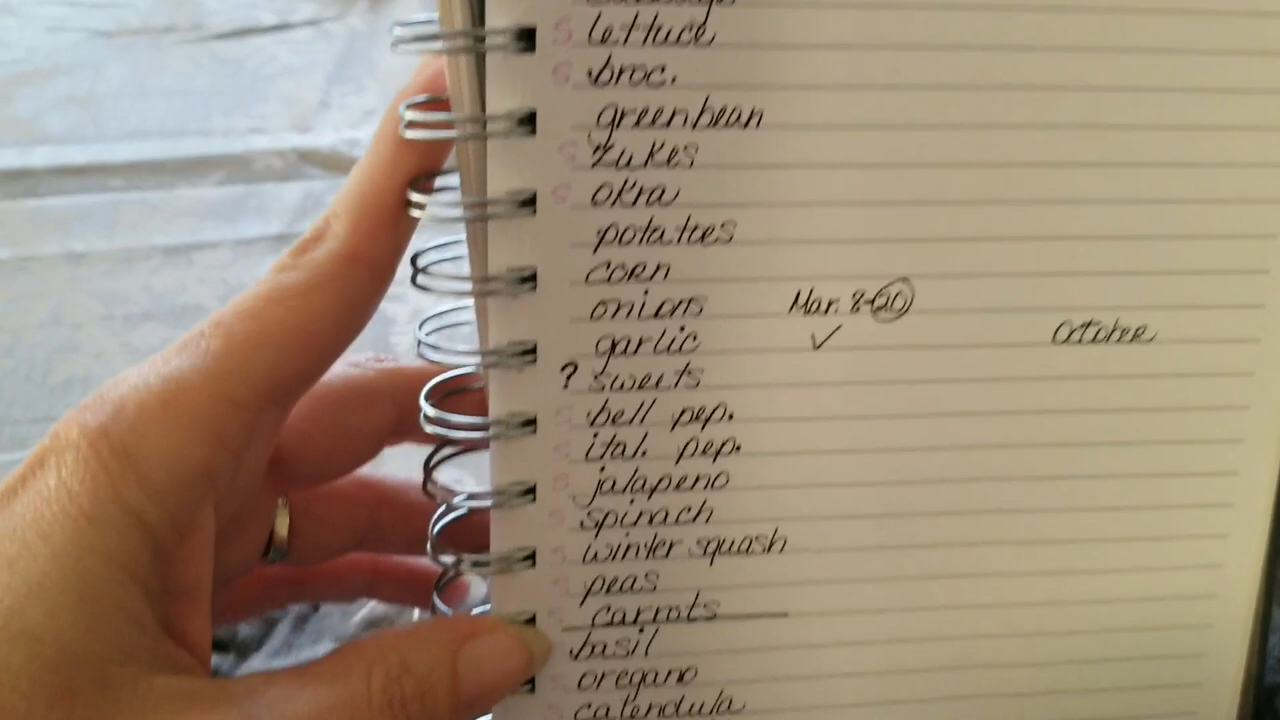 S lettuce
S broc.
greenbean
S zukes
S okra
potatoes
corn
onions Mar. 8-20
garlic ✓ October
? sweets
S bell pep.
S ital. pep.
S jalapeno
S spinach
S winter squash
S peas
S carrots
basil
oregano
calendula